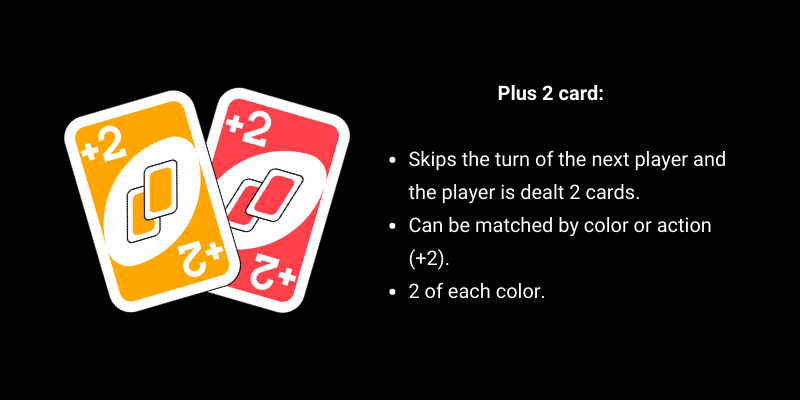 +2
+2
+2
+2
Plus 2 card:
• Skips the turn of the next player and
the player is dealt 2 cards.
• Can be matched by color or action
(+2).
• 2 of each color.